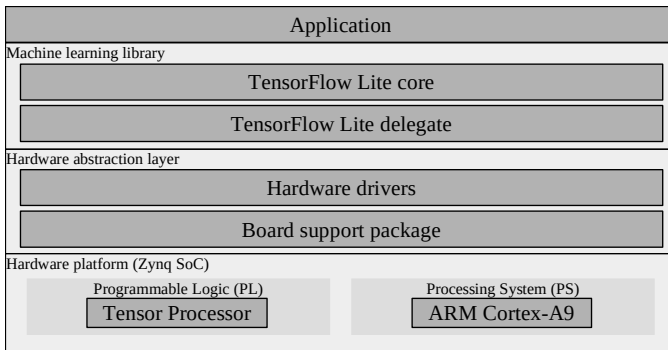 Application
Machine learning library
TensorFlow Lite core
TensorFlow Lite delegate
Hardware abstraction layer
Hardware drivers
Board support package
Hardware platform (Zynq SoC)
Programmable Logic (PL)
Tensor Processor
Processing System (PS)
ARM Cortex-A9